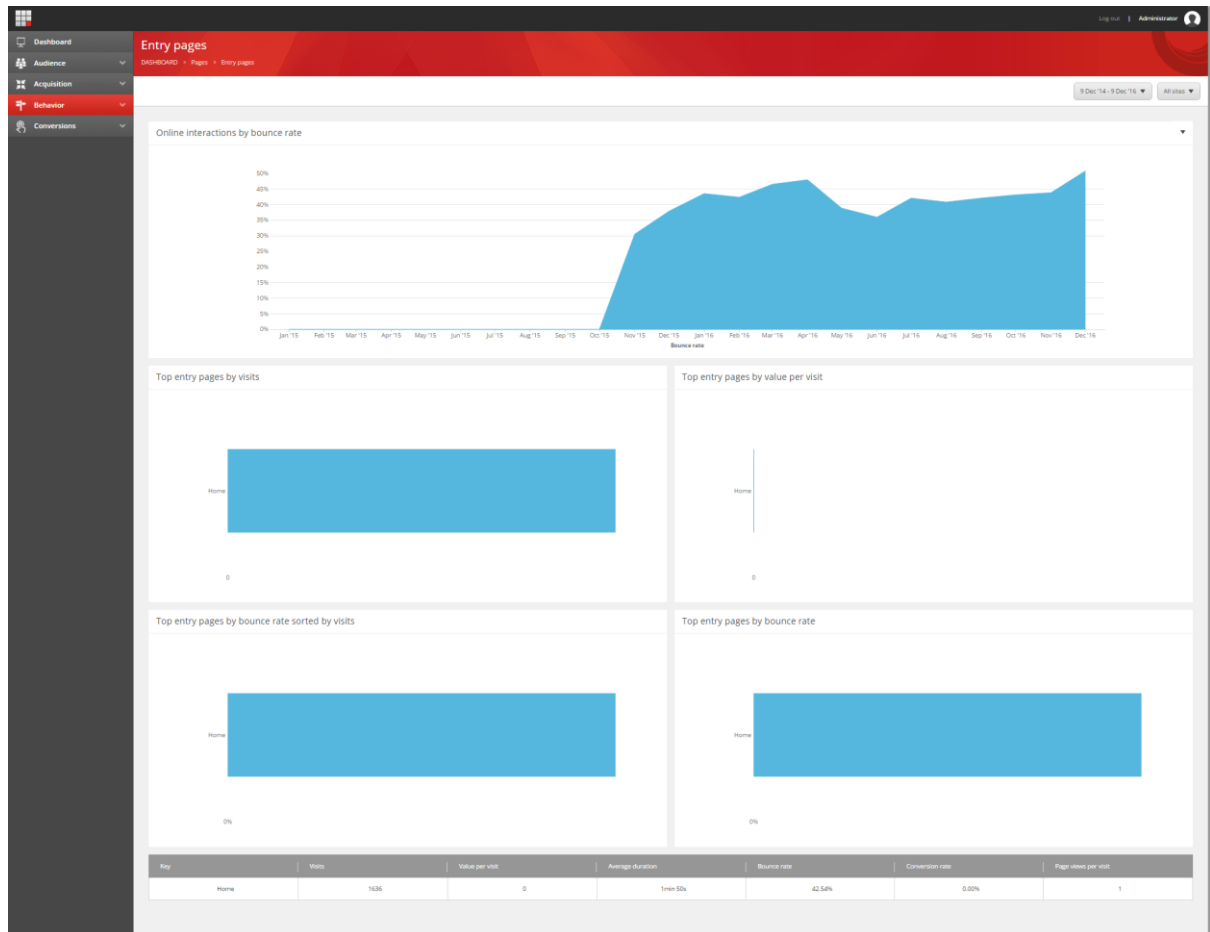 Log out | Administrator
Dashboard
Audience
Acquisition
Behavior
Conversions
Entry pages
DASHBOARD > Pages > Entry pages
9 Dec '14 - 9 Dec '16 ▼ All sites ▼
Online interactions by bounce rate
50%
45%
40%
35%
30%
25%
20%
15%
10%
5%
0%
Jan '15 Feb '15 Mar '15 Apr '15 May '15 Jun '15 Jul '15 Aug '15 Sep '15 Oct '15 Nov '15 Dec '15 Jan '16 Feb '16 Mar '16 Apr '16 May '16 Jun '16 Jul '16 Aug '16 Sep '16 Oct '16 Nov '16 Dec '16
Bounce rate
Top entry pages by visits
Home
0
Top entry pages by value per visit
Home
0
Top entry pages by bounce rate sorted by visits
Home
0%
Top entry pages by bounce rate
Home
0%
Key Visits Value per visit Average duration Bounce rate Conversion rate Page views per visit
Home 1636 0 1min 50s 42.54% 0.00% 1